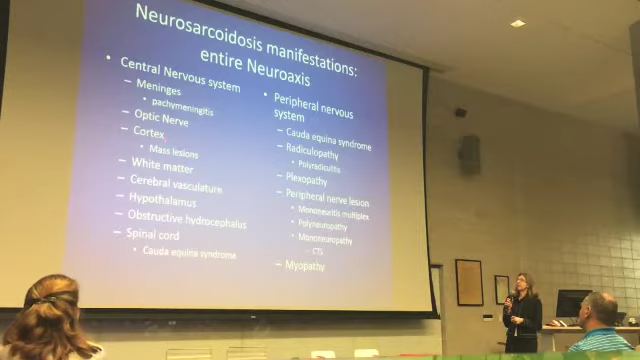 Neurosarcoidosis manifestations:
entire Neuroaxis
• Central Nervous system
– Meninges
• pachymeningitis
– Optic Nerve
– Cortex
• Mass lesions
– White matter
– Cerebral vasculature
– Hypothalamus
– Obstructive hydrocephalus
– Spinal cord
• Cauda equina syndrome
• Peripheral nervous
system
– Cauda equina syndrome
– Radiculopathy
• Polyradiculitis
– Plexopathy
– Peripheral nerve lesion
• Mononeuritis multiplex
• Polyneuropathy
• Mononeuropathy
– CTS
– Myopathy